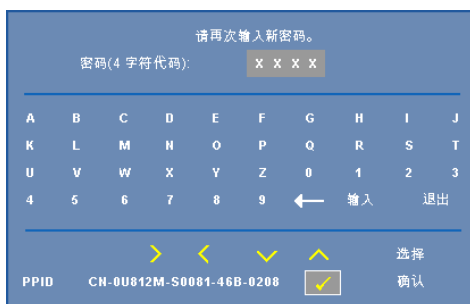 请再次输入新密码。
密码(4 字符代码): X X X X
A B C D E F G H I J
K L M N O P Q R S T
U V W X Y Z 0 1 2 3
4 5 6 7 8 9 输入 退出
选择
PPID CN-0U812M-S0081-46B-0208 确认